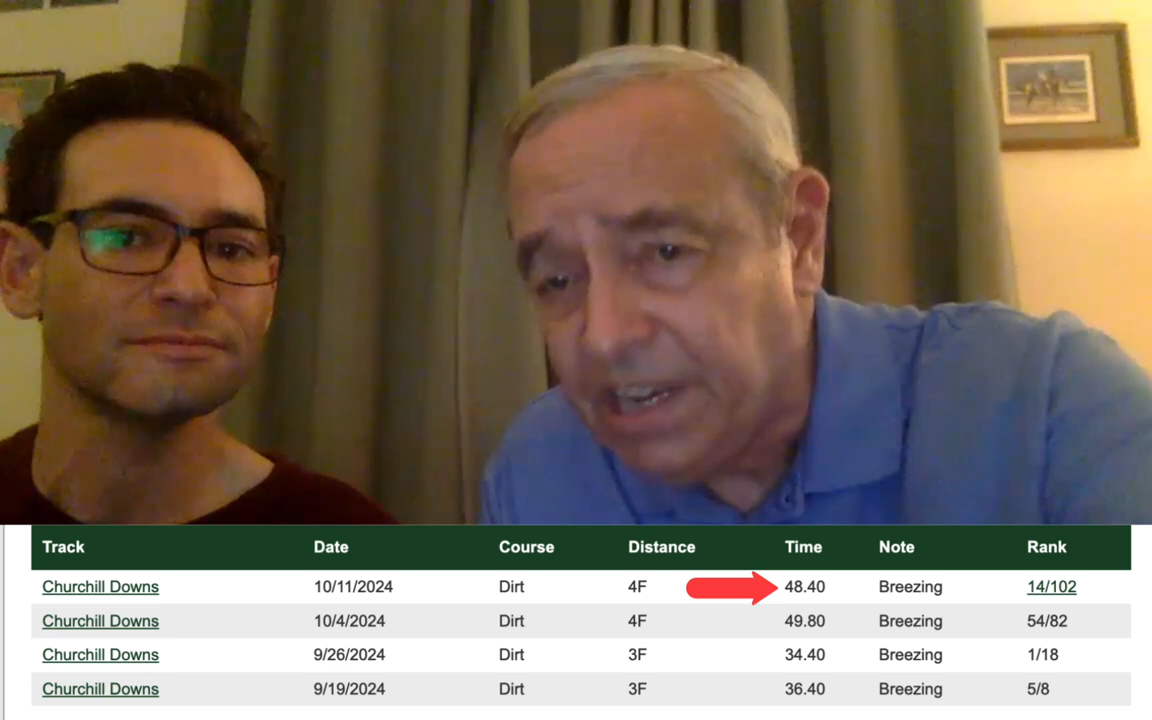 Track Date Course Distance Time Note Rank
Churchill Downs 10/11/2024 Dirt 4F 48.40 Breezing 14/102
Churchill Downs 10/4/2024 Dirt 4F 49.80 Breezing 54/82
Churchill Downs 9/26/2024 Dirt 3F 34.40 Breezing 1/18
Churchill Downs 9/19/2024 Dirt 3F 36.40 Breezing 5/8